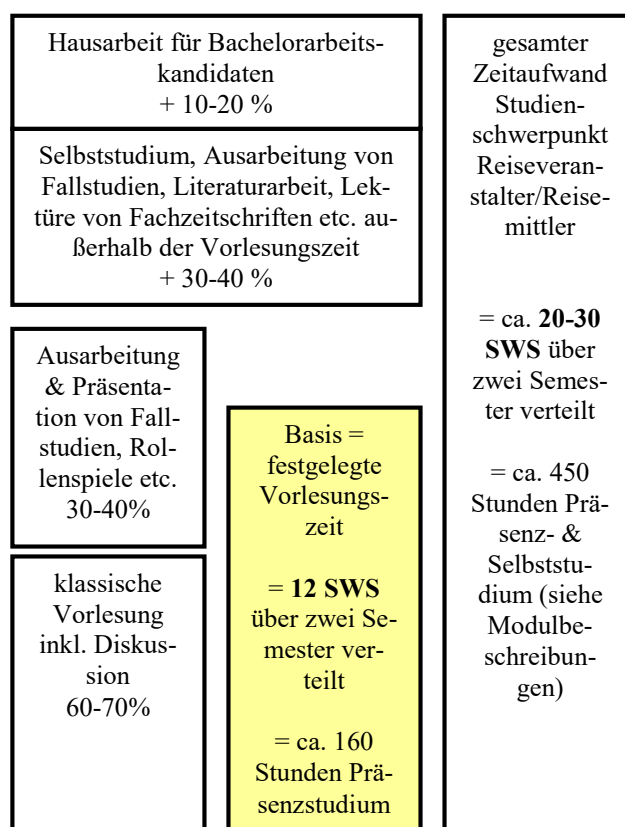 Hausarbeit für Bachelorarbeits-
kandidaten
+ 10-20 %
Selbststudium, Ausarbeitung von
Fallstudien, Literaturarbeit, Lek-
türe von Fachzeitschriften etc. au-
ßerhalb der Vorlesungszeit
+ 30-40 %
Ausarbeitung
& Präsenta-
tion von Fall-
studien, Rol-
lenspiele etc.
30-40%
klassische
Vorlesung
inkl. Diskus-
sion
60-70%
Basis =
festgelegte
Vorlesungs-
zeit
= 12 SWS
über zwei Se-
mester ver-
teilt
= ca. 160
Stunden Prä-
senzstudium
gesamter
Zeitaufwand
Studien-
schwerpunkt
Reiseveran-
stalter/Reise-
mittler
= ca. 20-30
SWS über
zwei Semes-
ter verteilt
= ca. 450
Stunden Prä-
senz- &
Selbststu-
dium (siehe
Modulbe-
schreibun-
gen)